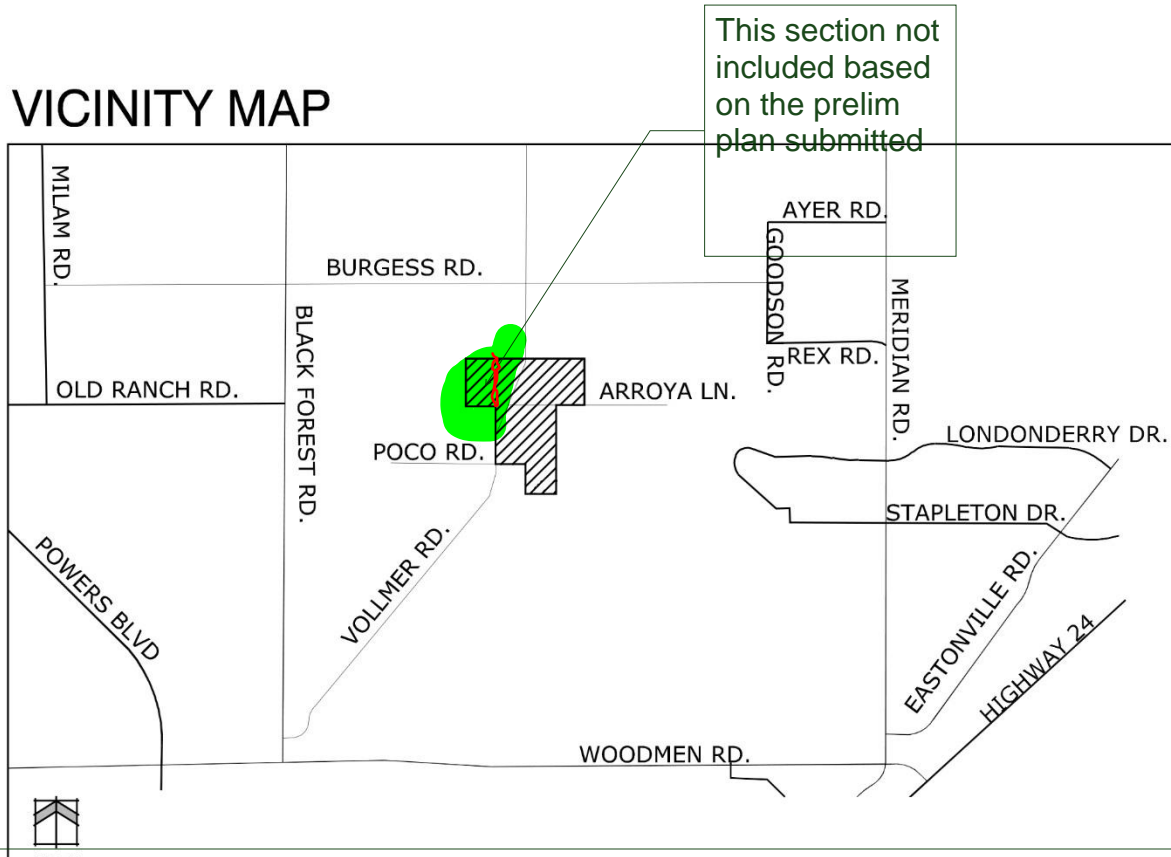 This section not
included based
on the prelim
plan submitted
VICINITY MAP
MILAM RD.
AYER RD.
GOODSON RD.
BURGESS RD.
MERIDIAN RD.
BLACK FOREST RD.
REX RD.
OLD RANCH RD.
ARROYA LN.
LONDONDERRY DR.
POCO RD.
STAPLETON DR.
POWERS BLVD
VOLLMER RD.
EASTONVILLE RD.
HIGHWAY 24
WOODMEN RD.